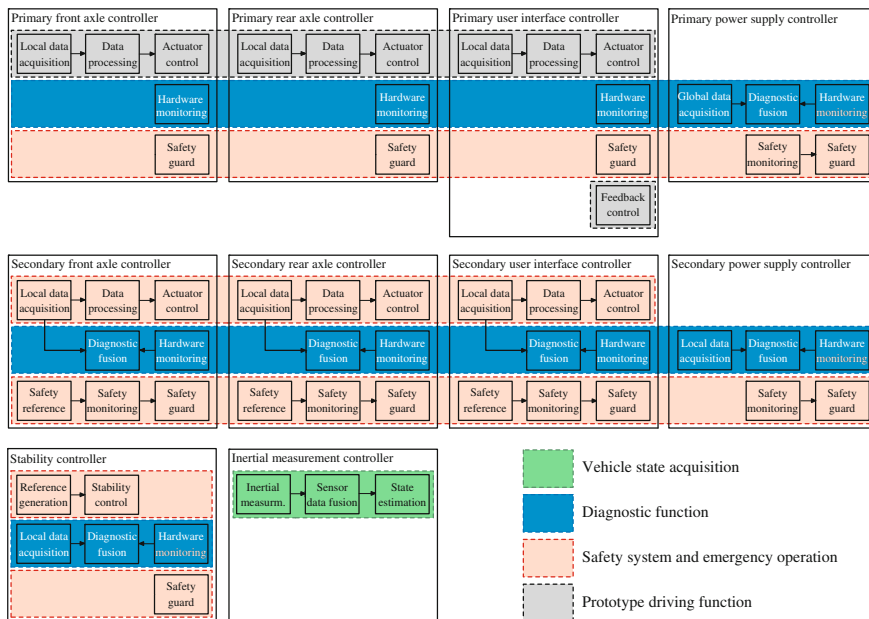 Primary front axle controller
Primary rear axle controller
Primary user interface controller
Primary power supply controller
Local data
acquisition
Data
processing
Actuator
control
Local data
acquisition
Data
processing
Actuator
control
Local data
acquisition
Data
processing
Actuator
control
Hardware
monitoring
Hardware
monitoring
Hardware
monitoring
Global data
acquisition
Diagnostic
fusion
Hardware
monitoring
Safety
guard
Safety
guard
Safety
guard
Safety
monitoring
Safety
guard
Feedback
control
Secondary front axle controller
Secondary rear axle controller
Secondary user interface controller
Secondary power supply controller
Local data
acquisition
Data
processing
Actuator
control
Local data
acquisition
Data
processing
Actuator
control
Local data
acquisition
Data
processing
Actuator
control
Diagnostic
fusion
Hardware
monitoring
Diagnostic
fusion
Hardware
monitoring
Diagnostic
fusion
Hardware
monitoring
Local data
acquisition
Diagnostic
fusion
Hardware
monitoring
Safety
reference
Safety
monitoring
Safety
guard
Safety
reference
Safety
monitoring
Safety
guard
Safety
reference
Safety
monitoring
Safety
guard
Safety
monitoring
Safety
guard
Stability controller
Inertial measurement controller
Reference
generation
Stability
control
Inertial
measurm.
Sensor
data fusion
State
estimation
Local data
acquisition
Diagnostic
fusion
Hardware
monitoring
Safety
guard
Vehicle state acquisition
Diagnostic function
Safety system and emergency operation
Prototype driving function